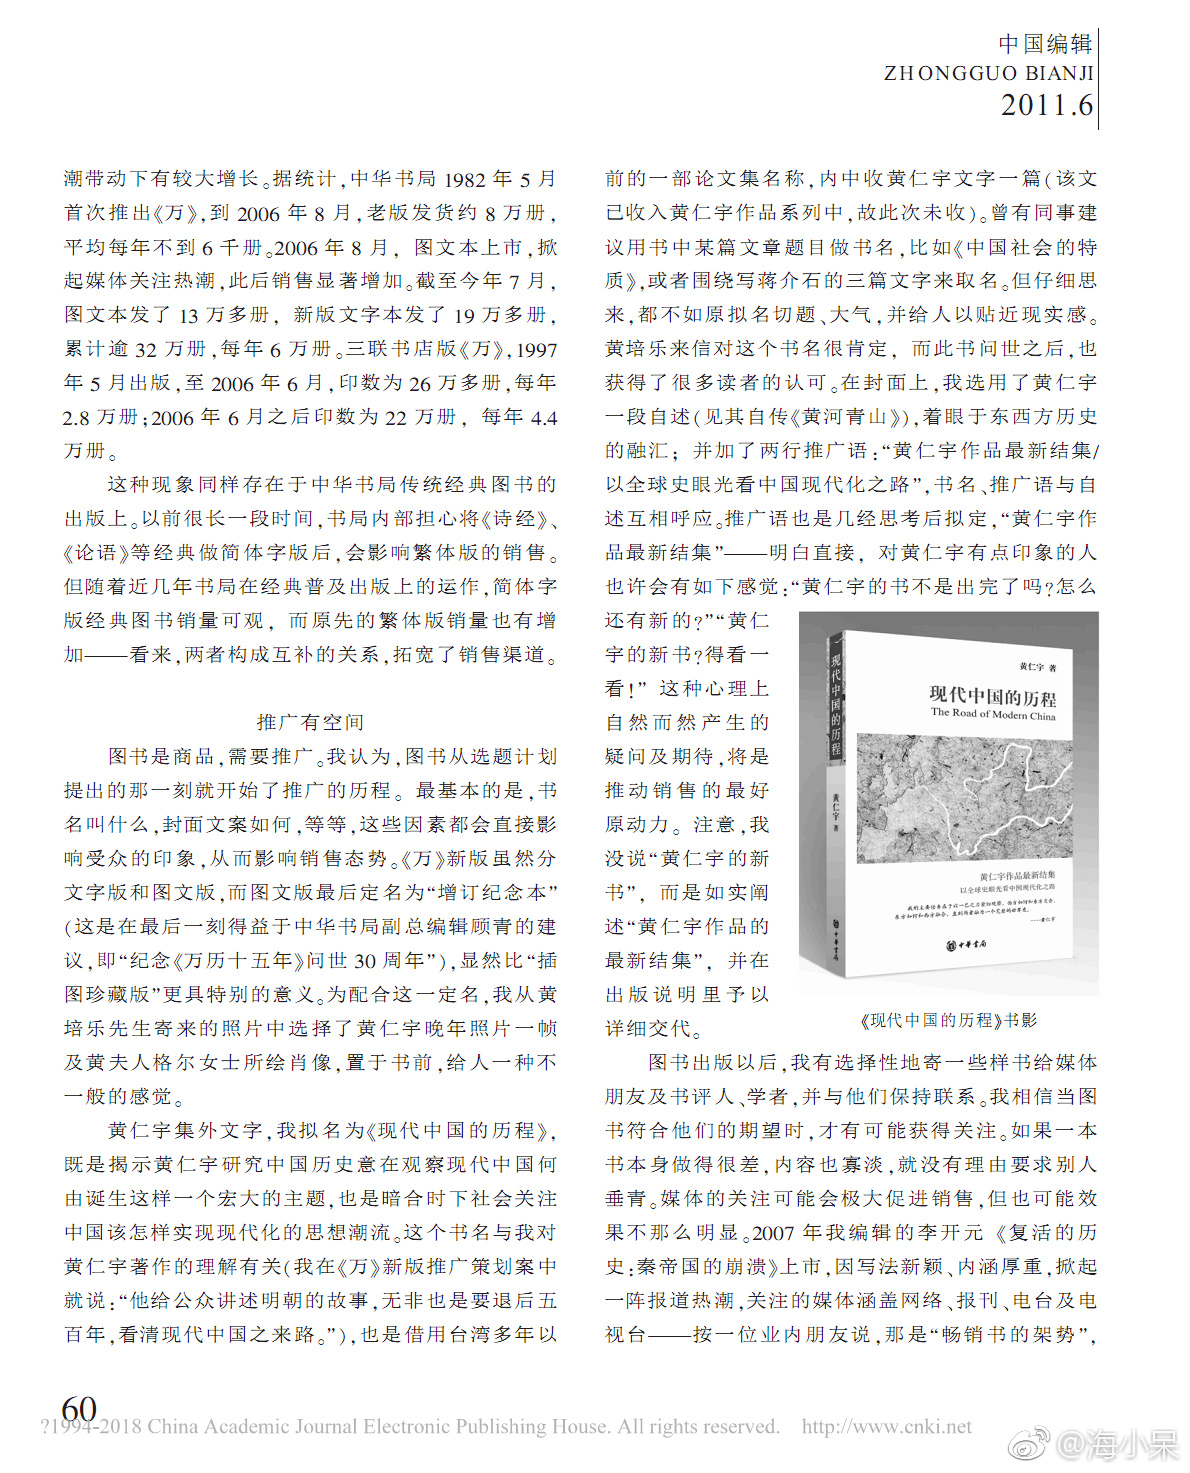 中国编辑
ZHONGGUO BIANJI
2011.6
潮带动下有较大增长。据统计,中华书局 1982 年 5 月
首次推出《万》,到 2006 年 8 月,老版发货约 8 万册,
平均每年不到 6 千册。2006 年 8 月, 图文本上市,掀
起媒体关注热潮,此后销售显著增加。截至今年 7 月,
图文本发了 13 万多册, 新版文字本发了 19 万多册,
累计逾 32 万册,每年 6 万册。三联书店版《万》,1997
年 5 月出版,至 2006 年 6 月,印数为 26 万多册,每年
2.8 万册;2006 年 6 月之后印数为 22 万册, 每年 4.4
万册。
这种现象同样存在于中华书局传统经典图书的
出版上。以前很长一段时间,书局内部担心将《诗经》、
《论语》等经典做简体字版后,会影响繁体版的销售。
但随着近几年书局在经典普及出版上的运作,简体字
版经典图书销量可观, 而原先的繁体版销量也有增
加——看来,两者构成互补的关系,拓宽了销售渠道。
推广有空间
图书是商品,需要推广。我认为,图书从选题计划
提出的那一刻就开始了推广的历程。最基本的是,书
名叫什么,封面文案如何,等等,这些因素都会直接影
响受众的印象,从而影响销售态势。《万》新版虽然分
文字版和图文版,而图文版最后定名为“增订纪念本”
(这是在最后一刻得益于中华书局副总编辑顾青的建
议,即“纪念《万历十五年》问世 30 周年”),显然比“插
图珍藏版”更具特别的意义。为配合这一定名,我从黄
培乐先生寄来的照片中选择了黄仁宇晚年照片一帧
及黄夫人格尔女士所绘肖像,置于书前,给人一种不
一般的感觉。
黄仁宇集外文字,我拟名为《现代中国的历程》,
既是揭示黄仁宇研究中国历史意在观察现代中国何
由诞生这样一个宏大的主题,也是暗合时下社会关注
中国该怎样实现现代化的思想潮流。这个书名与我对
黄仁宇著作的理解有关(我在《万》新版推广策划案中
就说:“他给公众讲述明朝的故事,无非也是要退后五
百年,看清现代中国之来路。”),也是借用台湾多年以
前的一部论文集名称,内中收黄仁宇文字一篇(该文
已收入黄仁宇作品系列中,故此次未收)。曾有同事建
议用书中某篇文章题目做书名,比如《中国社会的特
质》,或者围绕写蒋介石的三篇文字来取名。但仔细思
来,都不如原拟名切题、大气,并给人以贴近现实感。
黄培乐来信对这个书名很肯定, 而此书问世之后,也
获得了很多读者的认可。在封面上,我选用了黄仁宇
一段自述(见其自传《黄河青山》),着眼于东西方历史
的融汇; 并加了两行推广语:“黄仁宇作品最新结集/
以全球史眼光看中国现代化之路”,书名、推广语与自
述互相呼应。推广语也是几经思考后拟定,“黄仁宇作
品最新结集”——明白直接, 对黄仁宇有点印象的人
也许会有如下感觉:“黄仁宇的书不是出完了吗?怎么
还有新的?”“黄仁
宇的新书?得看一
看!” 这种心理上
自然而然产生的
疑问及期待,将是
推动销售的最好
原动力。注意,我
没说“黄仁宇的新
书”, 而是如实阐
述“黄仁宇作品的
最新结集”, 并在
出版说明里予以
详细交代。
现代中国的历程
黄仁宇 著
黄仁宇 著
现代中国的历程
The Road of Modern China
黄仁宇作品最新结集
以全球史眼光看中国现代化之路
——黄仁宇
中華書局
《现代中国的历程》书影
图书出版以后,我有选择性地寄一些样书给媒体
朋友及书评人、学者,并与他们保持联系。我相信当图
书符合他们的期望时,才有可能获得关注。如果一本
书本身做得很差,内容也寡淡,就没有理由要求别人
垂青。媒体的关注可能会极大促进销售,但也可能效
果不那么明显。2007 年我编辑的李开元《复活的历
史:秦帝国的崩溃》上市,因写法新颖、内涵厚重,掀起
一阵报道热潮,关注的媒体涵盖网络、报刊、电台及电
视台——按一位业内朋友说,那是“畅销书的架势”,
60
?1994-2018 China Academic Journal Electronic Publishing House. All rights reserved. http://www.cnki.net
@海小呆